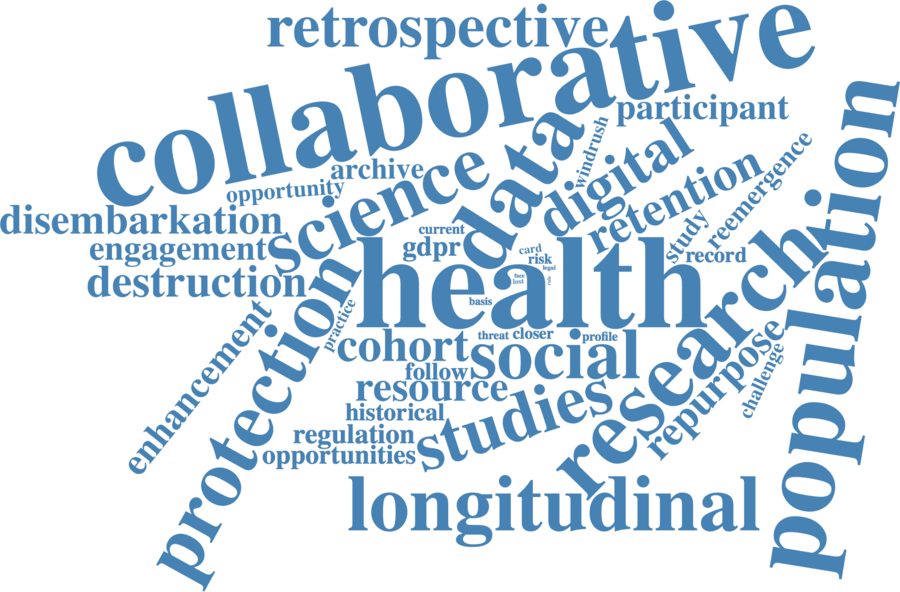 retrospective
collaborative
participant
windrush
data
archive
science
opportunity
digital
population
reemergence
retention
disembarkation
study
current
engagement
gdpr
card
risk
legal
record
health
destruction
face
lost
basis
research
protection
practice
enhancement
threat
closer
profile
cohort
social
follow
repurpose
challenge
resource
historical
studies
regulation
opportunities
longitudinal